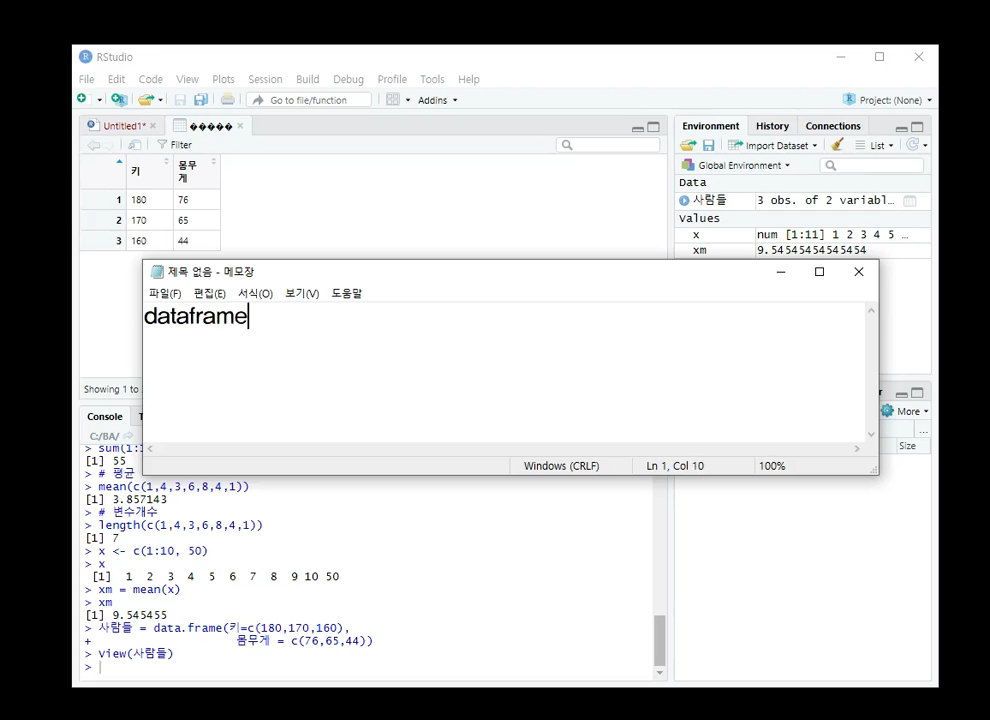 RStudio
File Edit Code View Plots Session Build Debug Profile Tools Help
Go to file/function Addins Project: (None)
Untitled1* �����
Filter
키 몸무게
1 180 76
2 170 65
3 160 44
Showing 1 to
Environment History Connections
Import Dataset List
Global Environment
Data
사람들 3 obs. of 2 variabl…
Values
x num [1:11] 1 2 3 4 5 …
xm 9.54545454545454
제목 없음 - 메모장
파일(F) 편집(E) 서식(O) 보기(V) 도움말
dataframe
Windows (CRLF) Ln 1, Col 10 100%
More
Size
Console
C:/BA/
> sum(1:
[1] 55
> # 평균
> mean(c(1,4,3,6,8,4,1))
[1] 3.857143
> # 변수개수
> length(c(1,4,3,6,8,4,1))
[1] 7
> x <- c(1:10, 50)
> x
[1] 1 2 3 4 5 6 7 8 9 10 50
> xm = mean(x)
> xm
[1] 9.545455
> 사람들 = data.frame(키=c(180,170,160),
+ 몸무게 = c(76,65,44))
> View(사람들)
>